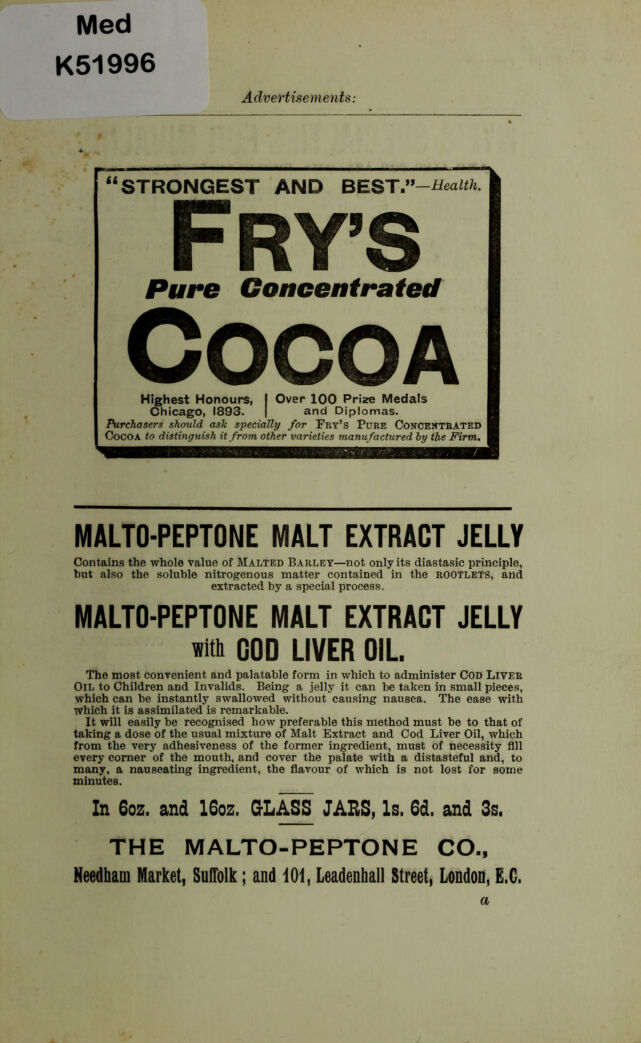 Med
K51996
Advertisements:
"STRONGEST AND BEST."—Health.
FRY'S
Pure Concentrated
COCOA
Highest Honours, | Over 100 Prize Medals
Chicago, 1893. | and Diplomas.
Purchasers should ask specially for FRY'S PURE CONCENTRATED
COCOA to distinguish it from other varieties manufactured by the Firm.
MALTO-PEPTONE MALT EXTRACT JELLY
Contains the whole value of MALTED BARLEY—not only its diastasic principle,
but also the soluble nitrogenous matter contained in the ROOTLETS, and
extracted by a special process.
MALTO-PEPTONE MALT EXTRACT JELLY
with COD LIVER OIL.
The most convenient and palatable form in which to administer COD LIVER
OIL to Children and Invalids. Being a jelly it can be taken in small pieces,
which can be instantly swallowed without causing nausea. The ease with
which it is assimilated is remarkable.
It will easily be recognised how preferable this method must be to that of
taking a dose of the usual mixture of Malt Extract and Cod Liver Oil, which
from the very adhesiveness of the former ingredient, must of necessity fill
every corner of the mouth, and cover the palate with a distasteful and, to
many, a nauseating ingredient, the flavour of which is not lost for some
minutes.
In 6oz. and 16oz. GLASS JARS, 1s. 6d. and 3s.
THE MALTO-PEPTONE CO.,
Needham Market, Suffolk; and 101, Leadenhall Street, London, E.C.
a